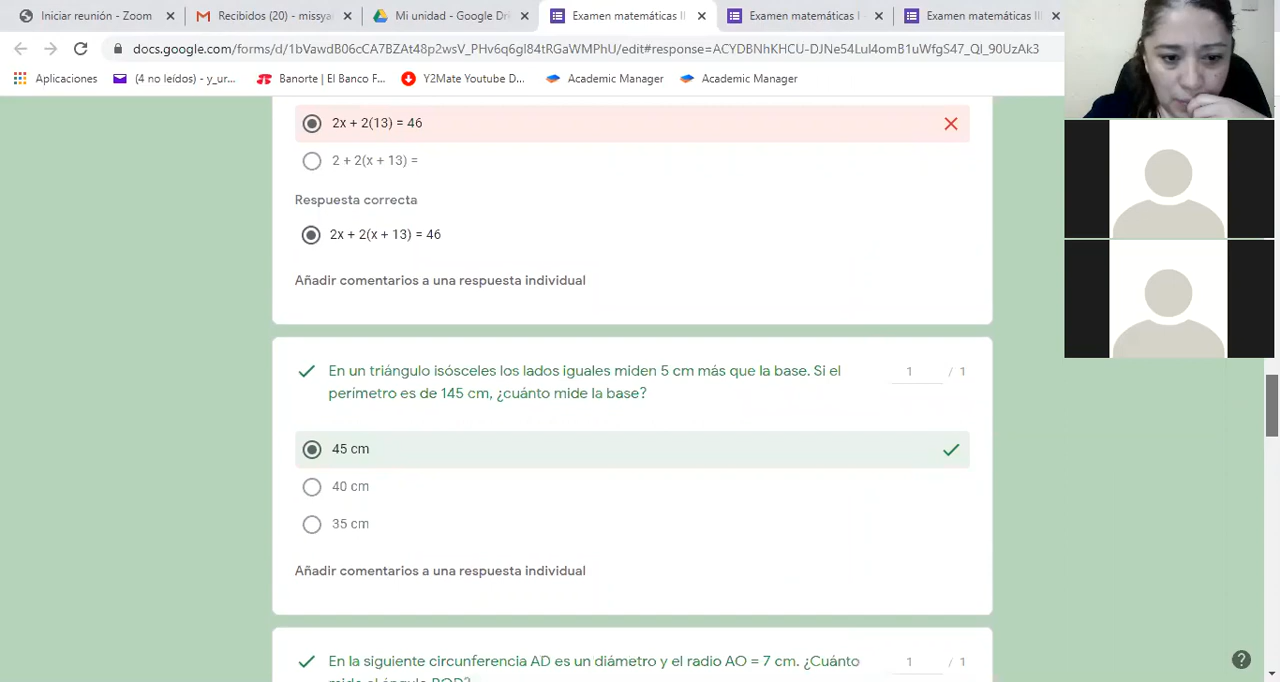 Iniciar reunión - Zoom
Recibidos (20) - missya
Mi unidad - Google Dri
Examen matemáticas II
Examen matemáticas I -
Examen matemáticas III
docs.google.com/forms/d/1bVawdB06cCA7BZAt48p2wsV_PHv6q6gl84tRGaWMPhU/edit#response=ACYDBNhKHCU-DJNe54Lul4omB1uWfgS47_Ql_90UzAk3
Aplicaciones
(4 no leídos) - y_ur...
Banorte | El Banco F...
Y2Mate Youtube D...
Academic Manager
Academic Manager
2x + 2(13) = 46
2 + 2(x + 13) =
Respuesta correcta
2x + 2(x + 13) = 46
Añadir comentarios a una respuesta individual
En un triángulo isósceles los lados iguales miden 5 cm más que la base. Si el
perímetro es de 145 cm, ¿cuánto mide la base?
1 / 1
45 cm
40 cm
35 cm
Añadir comentarios a una respuesta individual
En la siguiente circunferencia AD es un diámetro y el radio AO = 7 cm. ¿Cuánto
1 / 1